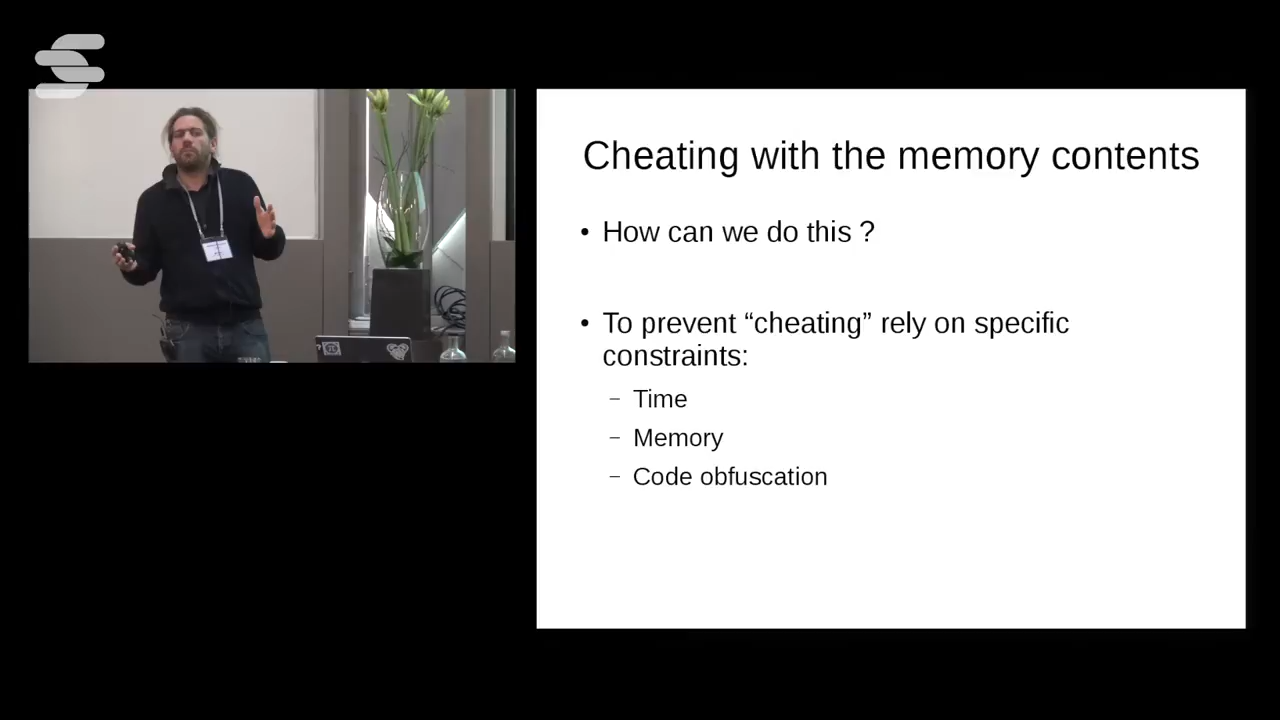 Cheating with the memory contents
• How can we do this ?
• To prevent “cheating” rely on specific
constraints:
– Time
– Memory
– Code obfuscation